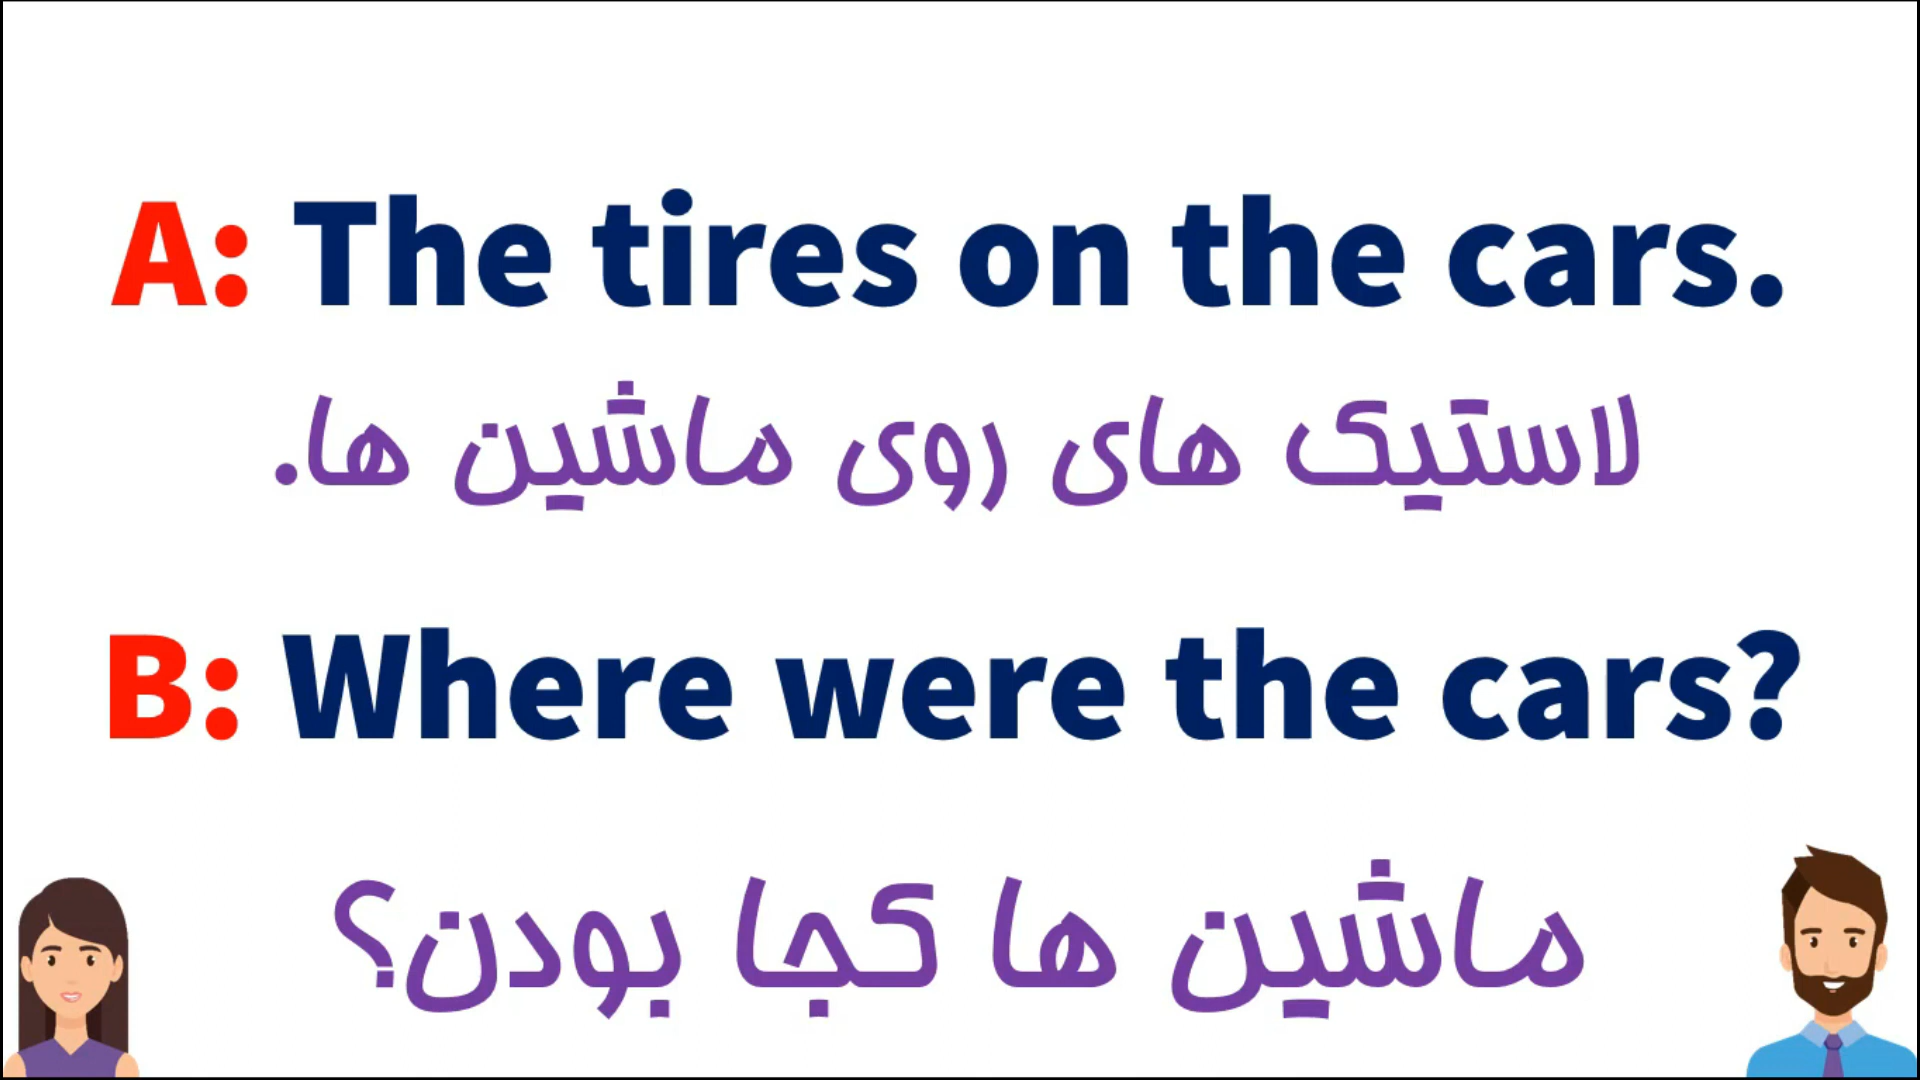 A: The tires on the cars.
لاستیک های روی ماشین ها.
B: Where were the cars?
ماشین ها کجا بودن؟